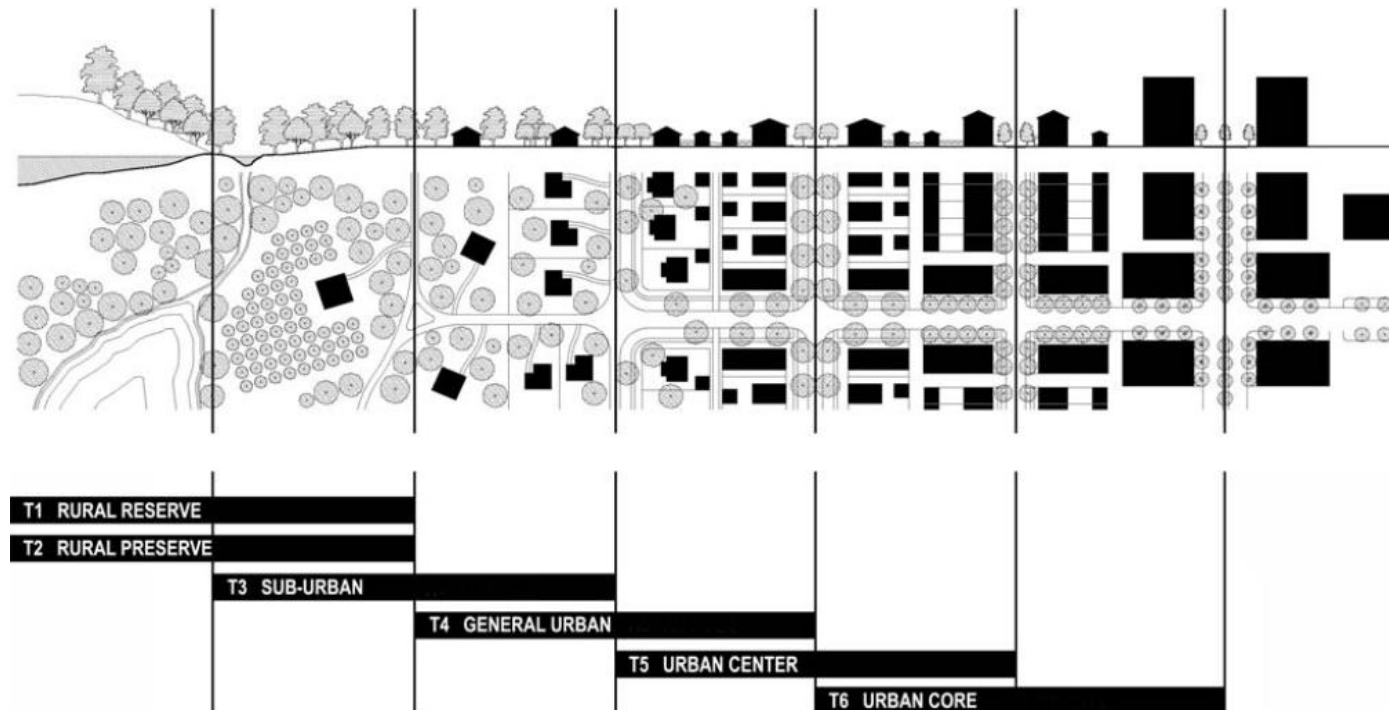 T1 RURAL RESERVE
T2 RURAL PRESERVE
T3 SUB-URBAN
T4 GENERAL URBAN
T5 URBAN CENTER
T6 URBAN CORE